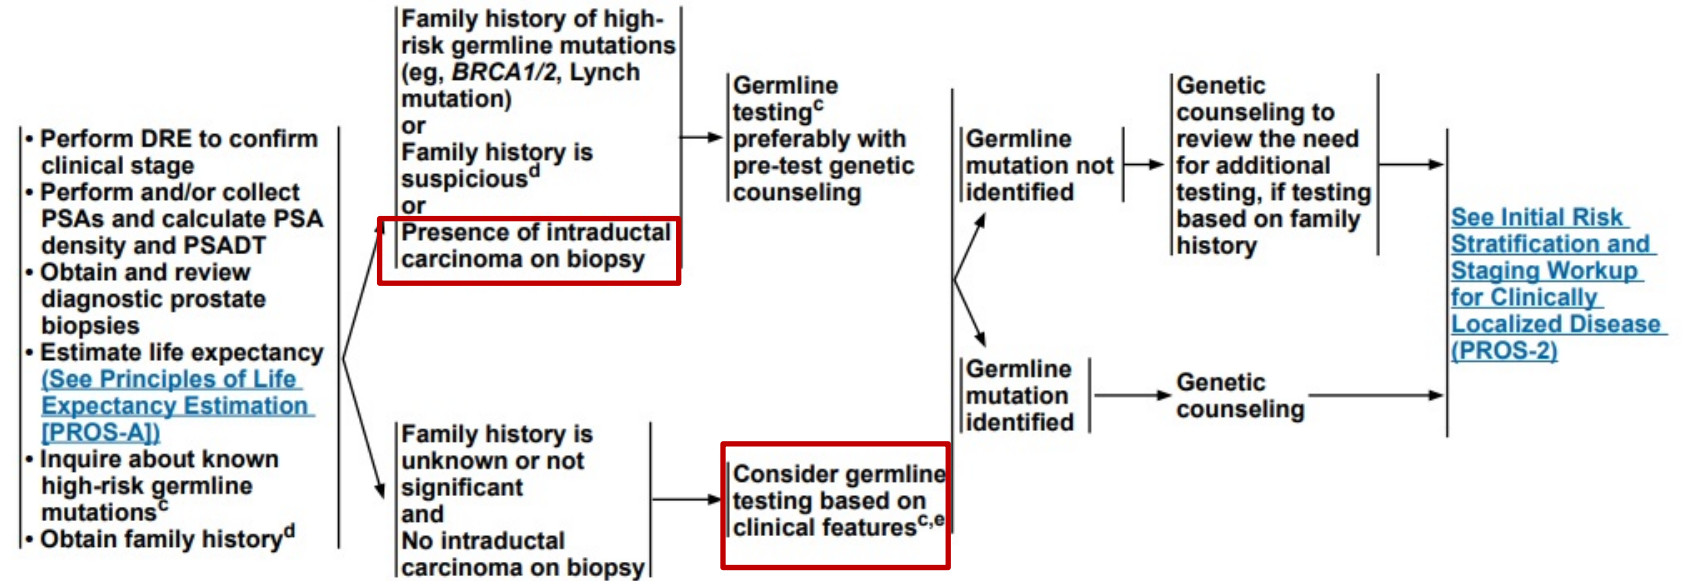 • Perform DRE to confirm
clinical stage
• Perform and/or collect
PSAs and calculate PSA
density and PSADT
• Obtain and review
diagnostic prostate
biopsies
• Estimate life expectancy
(See Principles of Life
Expectancy Estimation
[PROS-A])
• Inquire about known
high-risk germline
mutationsc
• Obtain family historyd
Family history of high-
risk germline mutations
(eg, BRCA1/2, Lynch
mutation)
or
Family history is
suspiciousd
or
Presence of intraductal
carcinoma on biopsy
Germline
testingc
preferably with
pre-test genetic
counseling
Family history is
unknown or not
significant
and
No intraductal
carcinoma on biopsy
Consider germline
testing based on
clinical featuresc,e
Germline
mutation not
identified
Genetic
counseling to
review the need
for additional
testing, if testing
based on family
history
Germline
mutation
identified
Genetic
counseling
See Initial Risk
Stratification and
Staging Workup
for Clinically
Localized Disease
(PROS-2)